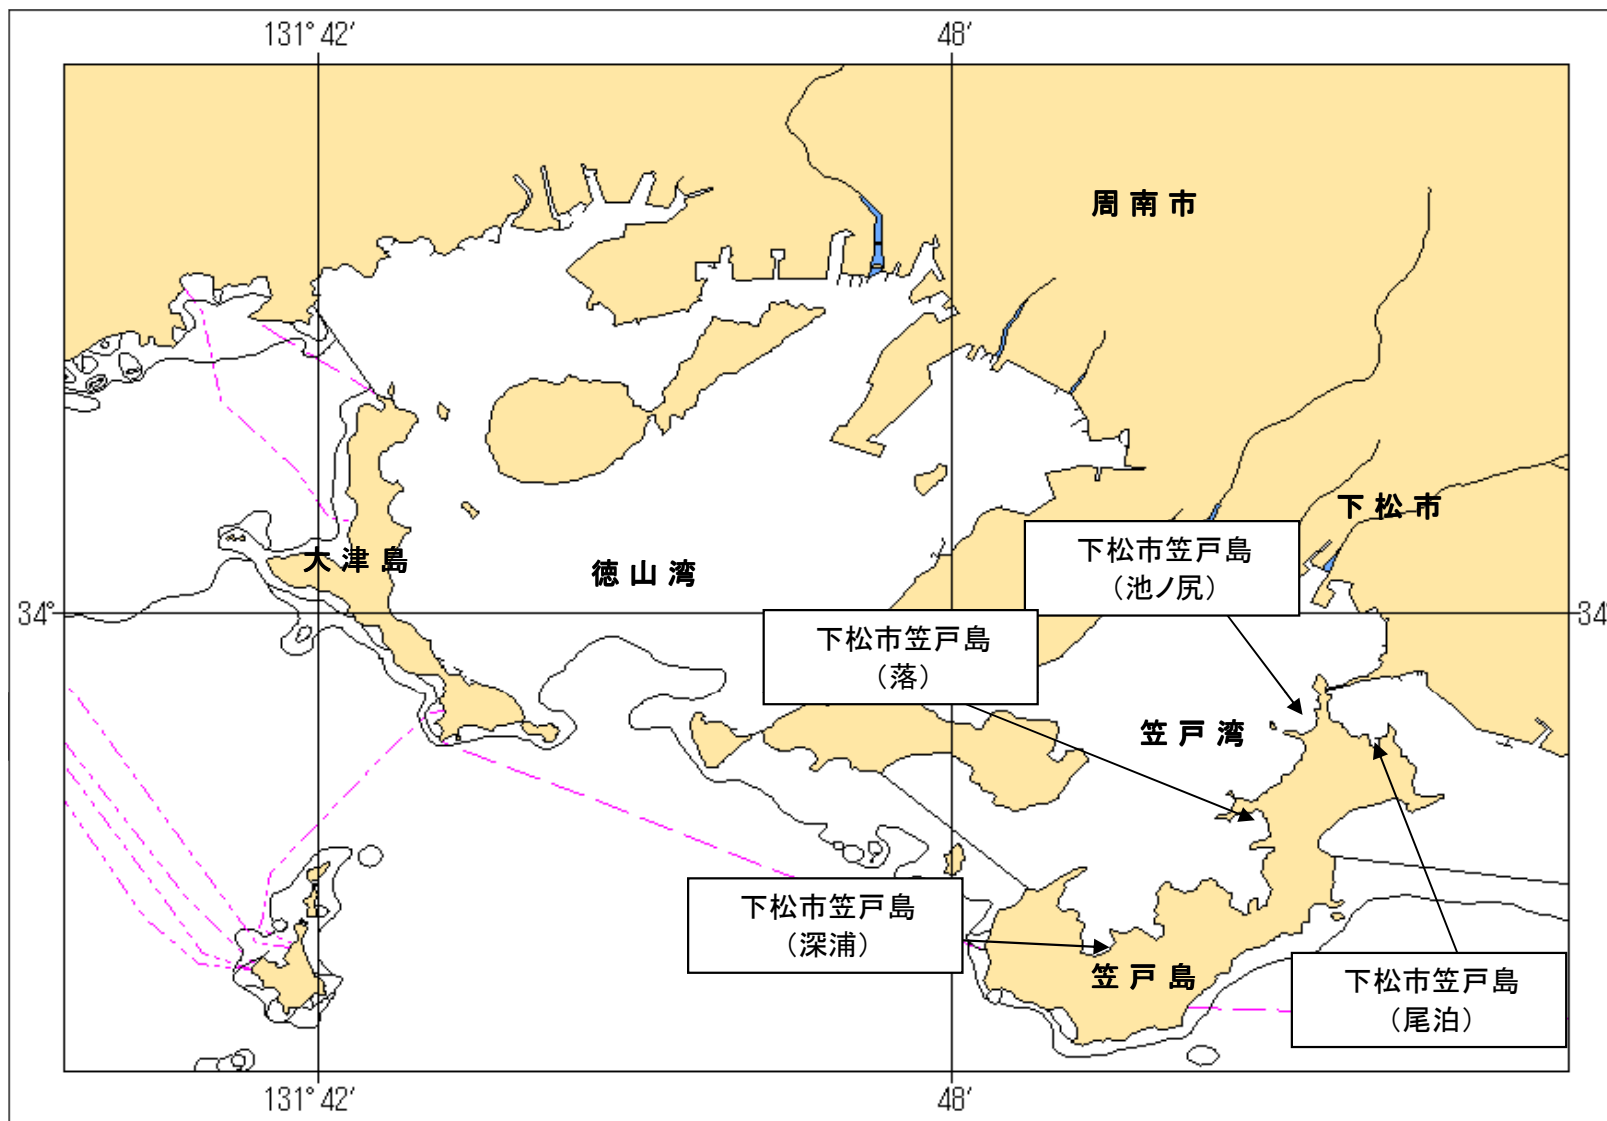 131° 42′
48′
周南市
下松市
下松市笠戸島
（池ノ尻）
大津島
徳山湾
34°
34°
下松市笠戸島
（落）
笠戸湾
下松市笠戸島
（深浦）
笠戸島
下松市笠戸島
（尾泊）
131° 42′
48′